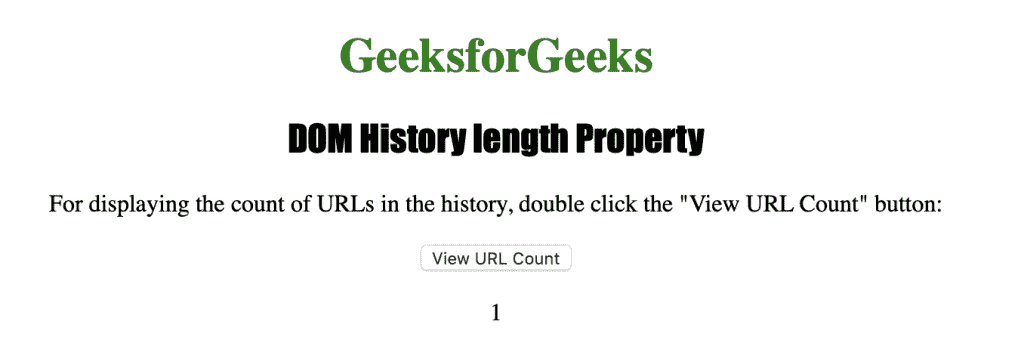 GeeksforGeeks
DOM History length Property
For displaying the count of URLs in the history, double click the "View URL Count" button:
View URL Count
1